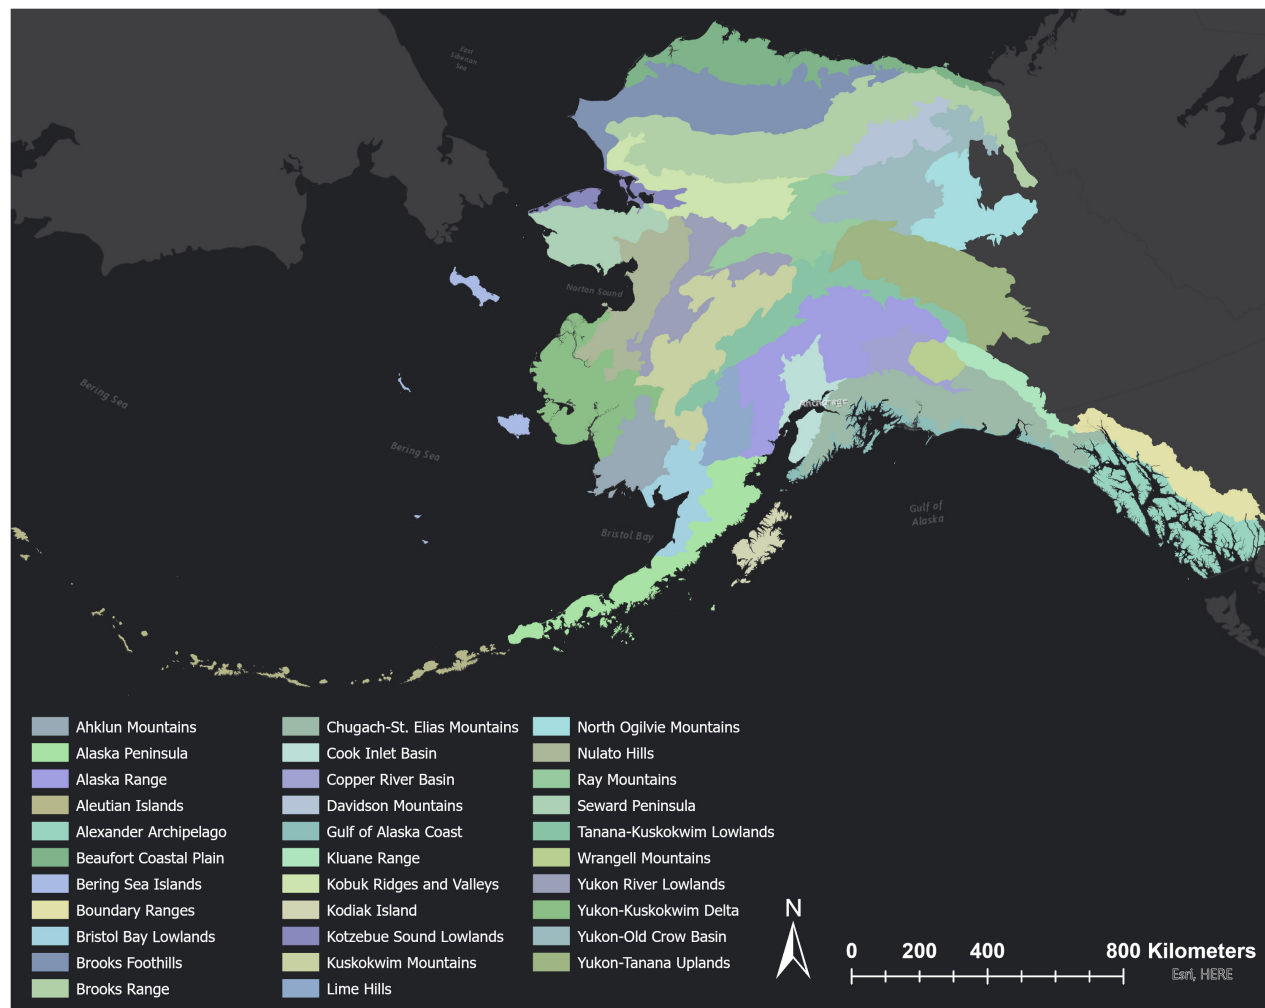 East
Siberian
Sea
Norton Sound
Bering Sea
Anchorage
Bering Sea
Gulf of
Alaska
Bristol Bay
Ahklun Mountains
Alaska Peninsula
Alaska Range
Aleutian Islands
Alexander Archipelago
Beaufort Coastal Plain
Bering Sea Islands
Boundary Ranges
Bristol Bay Lowlands
Brooks Foothills
Brooks Range
Chugach-St. Elias Mountains
Cook Inlet Basin
Copper River Basin
Davidson Mountains
Gulf of Alaska Coast
Kluane Range
Kobuk Ridges and Valleys
Kodiak Island
Kotzebue Sound Lowlands
Kuskokwim Mountains
Lime Hills
North Ogilvie Mountains
Nulato Hills
Ray Mountains
Seward Peninsula
Tanana-Kuskokwim Lowlands
Wrangell Mountains
Yukon River Lowlands
Yukon-Kuskokwim Delta
Yukon-Old Crow Basin
Yukon-Tanana Uplands
N
0 200 400 800 Kilometers
Esri, HERE